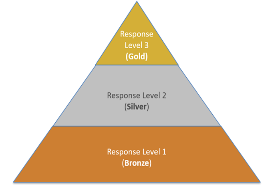 Response
Level 3
(Gold)
Response Level 2
(Silver)
Response Level 1
(Bronze)